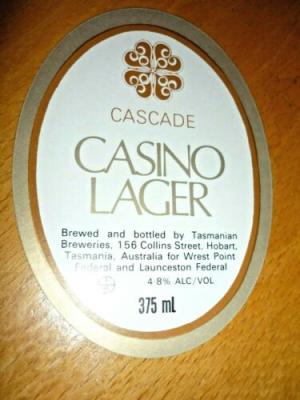 CASCADE
CASINO
LAGER
Brewed and bottled by Tasmanian
Breweries, 156 Collins Street, Hobart,
Tasmania, Australia for Wrest Point
Federal and Launceston Federal
4·8% ALC/VOL
375 ml